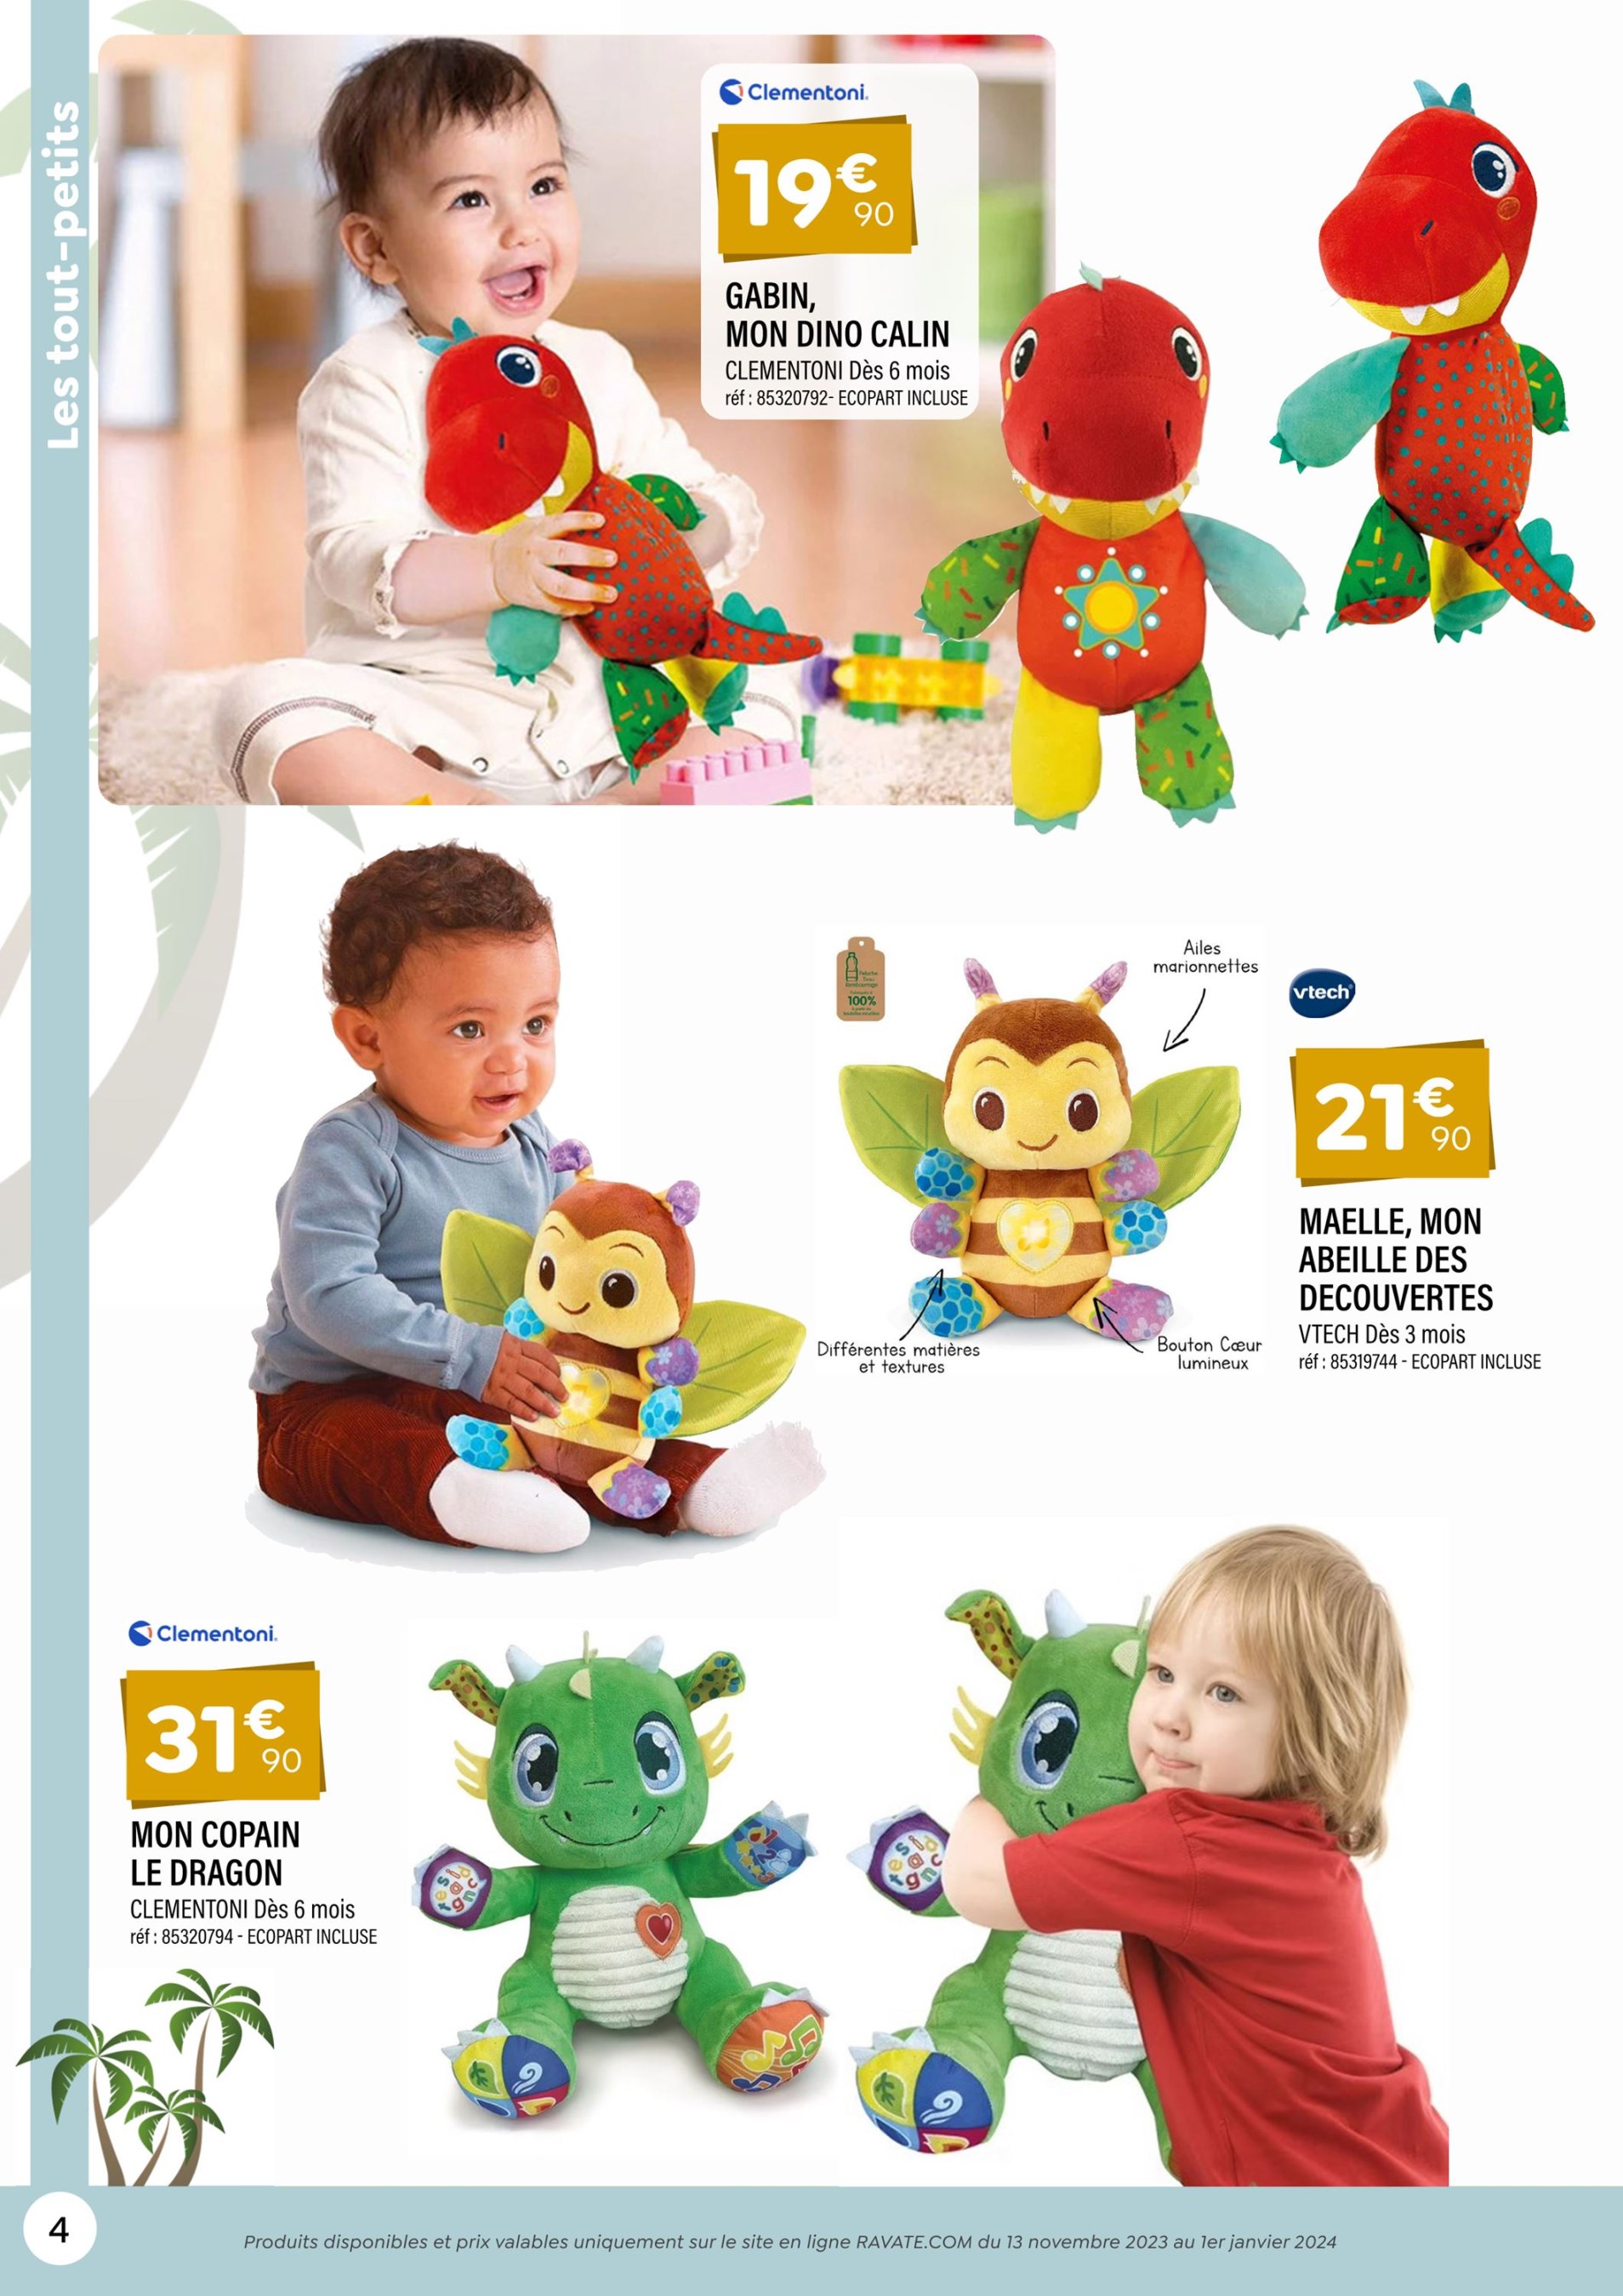 Les tout-petits
Clementoni.
19€90
GABIN,
MON DINO CALIN
CLEMENTONI Dès 6 mois
réf : 85320792- ECOPART INCLUSE
100%
Ailes
marionnettes
vtech
21€90
MAELLE, MON
ABEILLE DES
DECOUVERTES
VTECH Dès 3 mois
réf : 85319744 - ECOPART INCLUSE
Différentes matières
et textures
Bouton Cœur
lumineux
Clementoni.
31€90
MON COPAIN
LE DRAGON
CLEMENTONI Dès 6 mois
réf : 85320794 - ECOPART INCLUSE
4
Produits disponibles et prix valables uniquement sur le site en ligne RAVATE.COM du 13 novembre 2023 au 1er janvier 2024